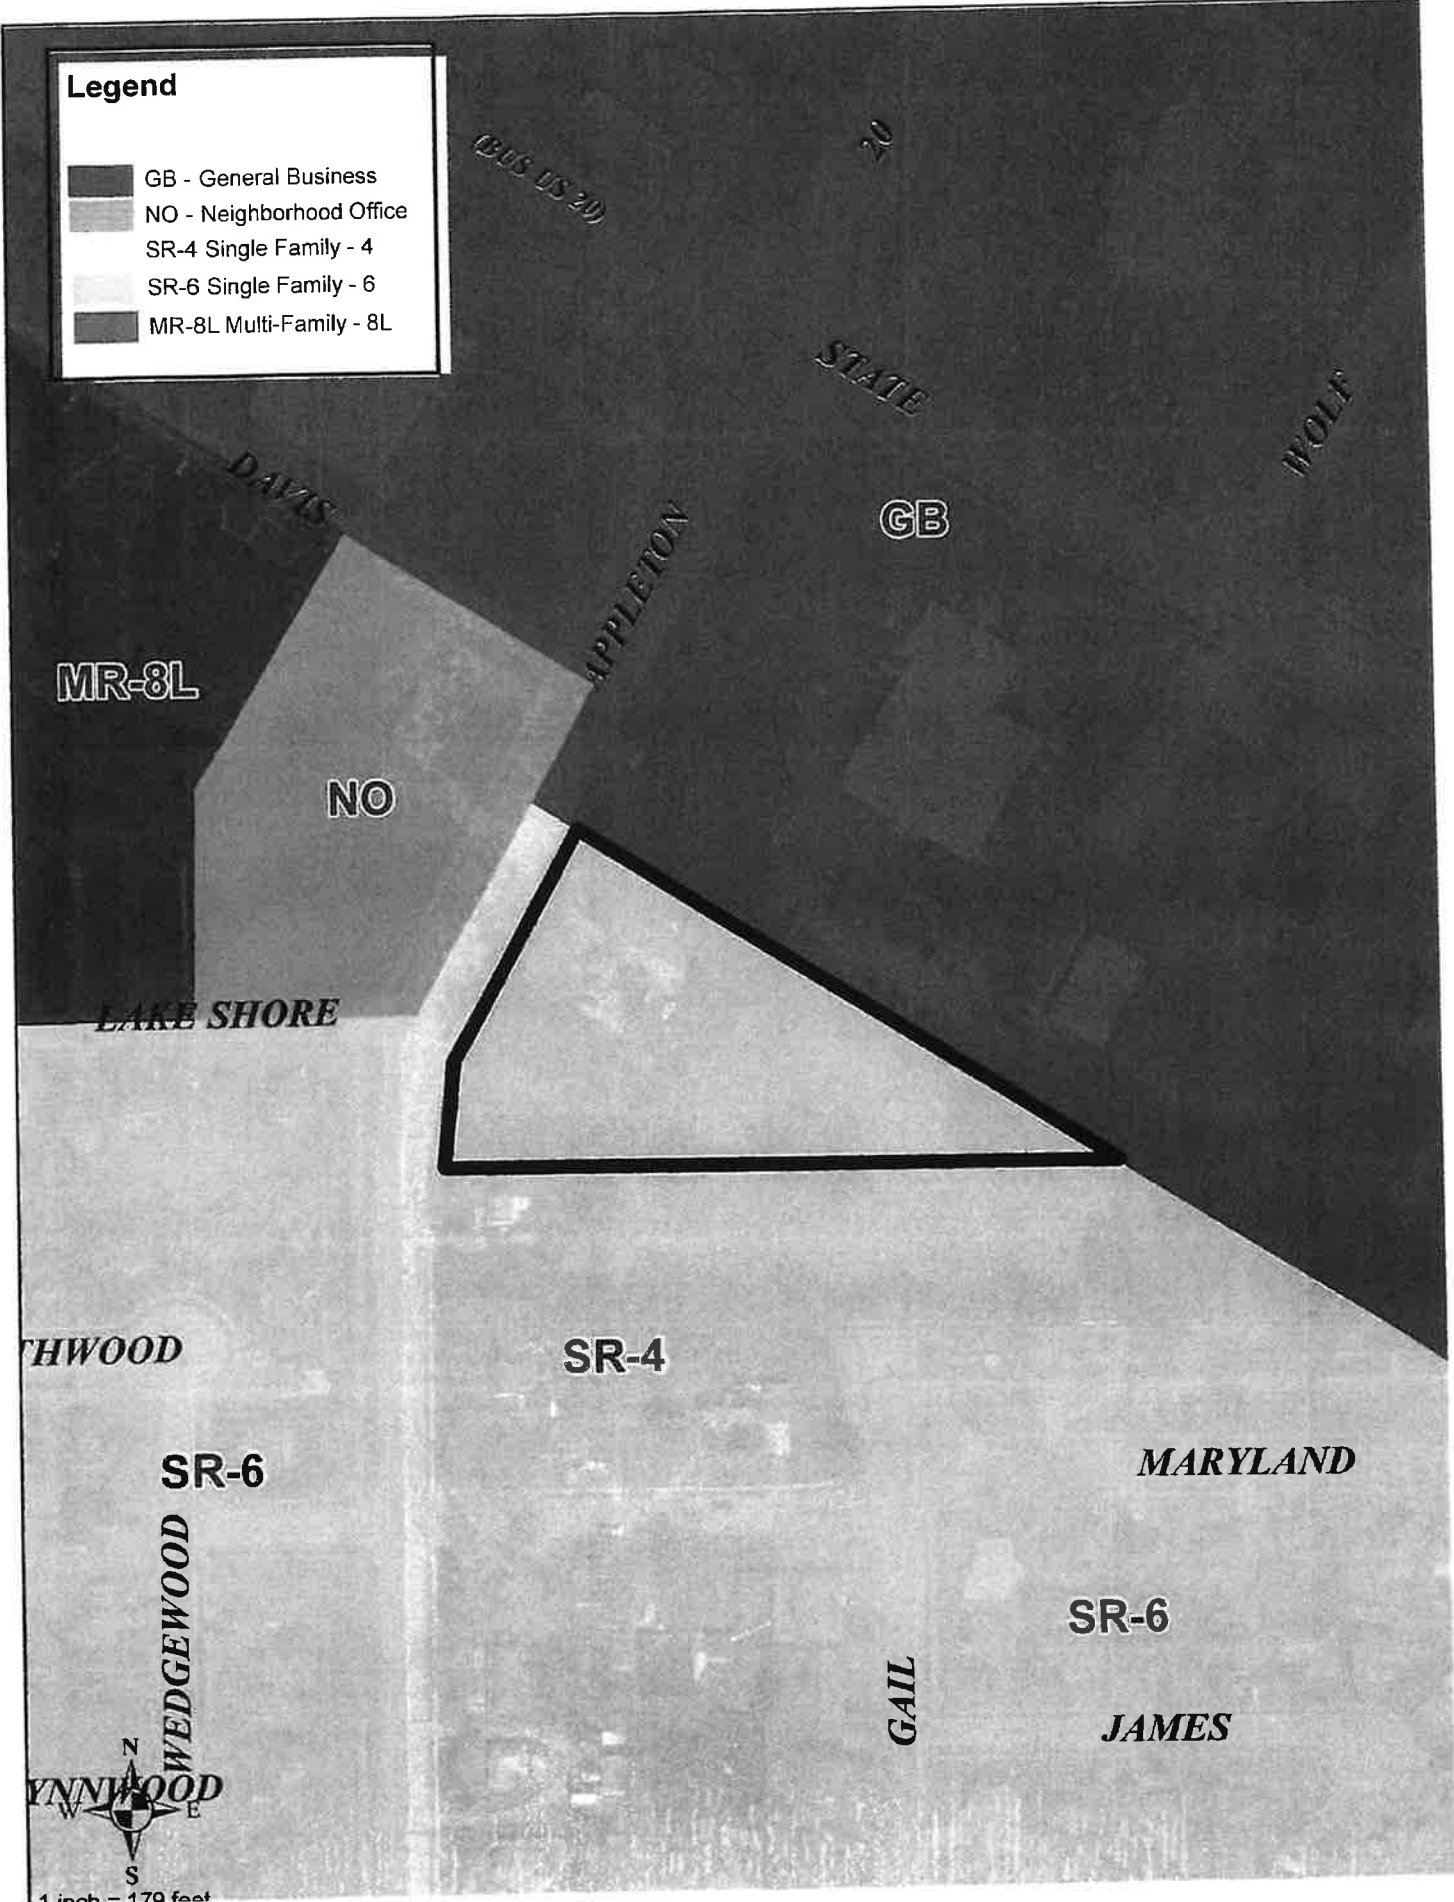 Legend
GB - General Business
NO - Neighborhood Office
SR-4 Single Family - 4
SR-6 Single Family - 6
MR-8L Multi-Family - 8L
(BUS US 20)
20
STATE
WOLF
DAVIS
APPLETON
GB
MR-8L
NO
LAKE SHORE
THWOOD
SR-4
SR-6
MARYLAND
WEDGEWOOD
SR-6
GAIL
JAMES
N
YNNWOOD
W E
S
1 inch = 179 feet